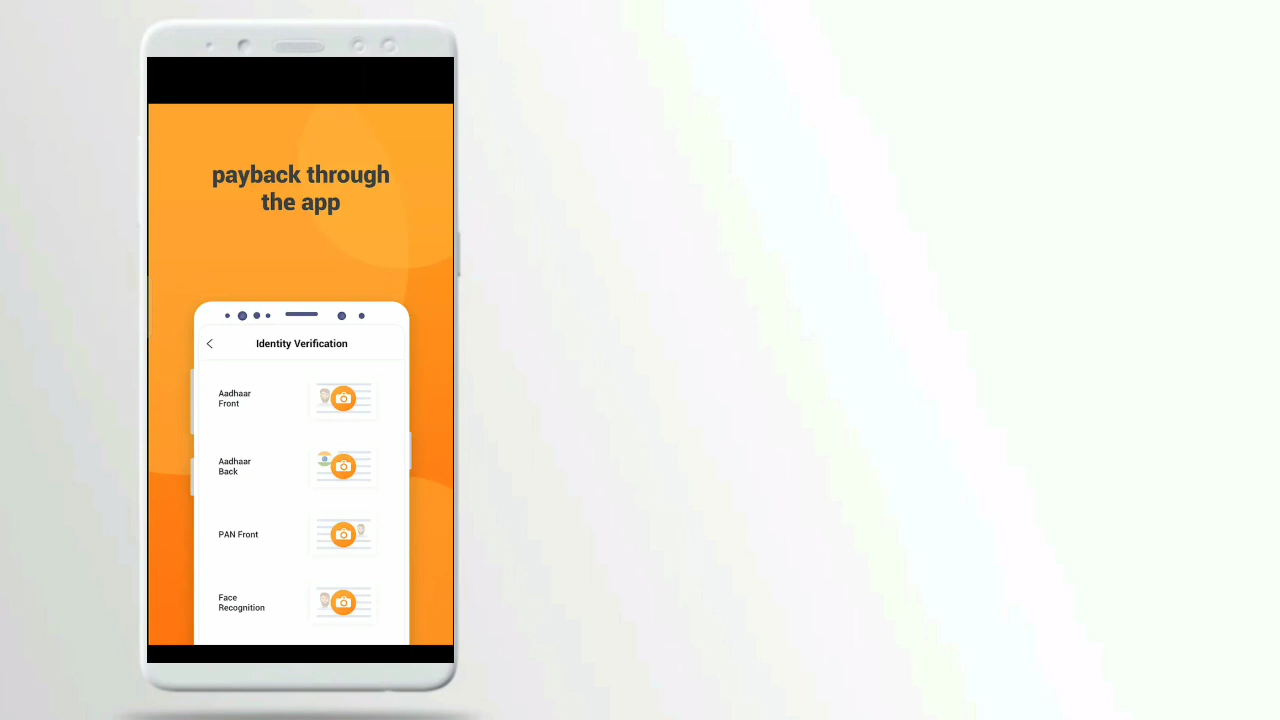 payback through
the app
Identity Verification
Aadhaar
Front
Aadhaar
Back
PAN Front
Face
Recognition